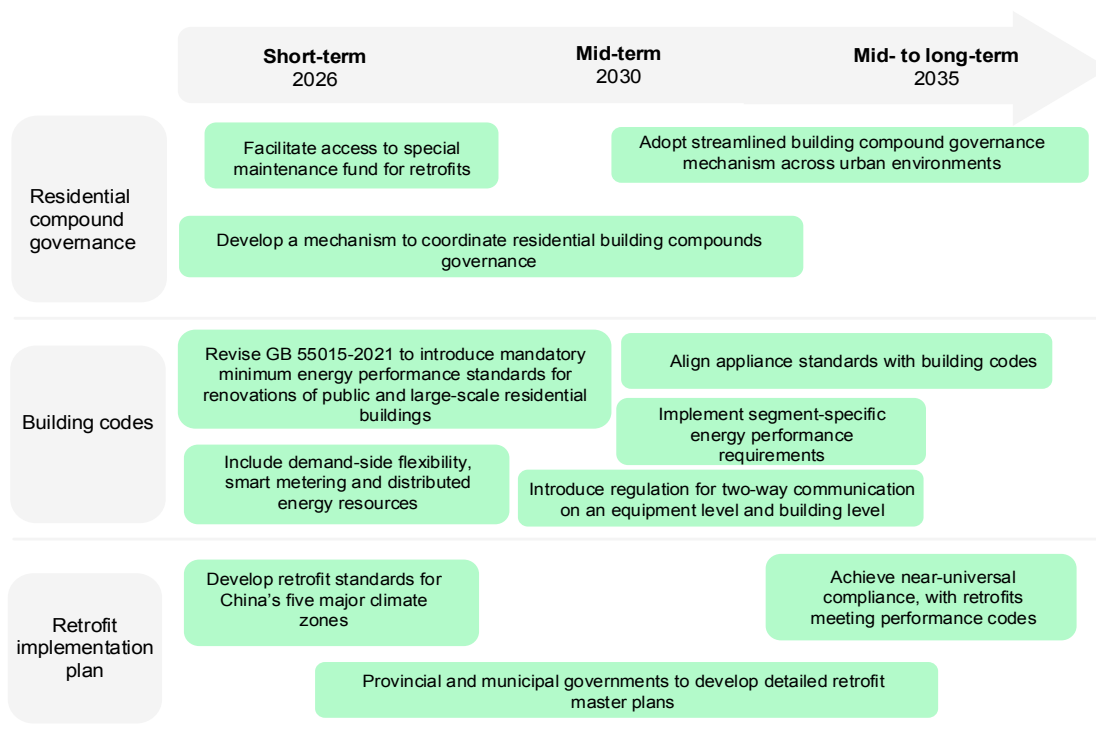 Short-term
2026
Mid-term
2030
Mid- to long-term
2035
Residential
compound
governance
Facilitate access to special
maintenance fund for retrofits
Adopt streamlined building compound governance
mechanism across urban environments
Develop a mechanism to coordinate residential building compounds
governance
Building codes
Revise GB 55015-2021 to introduce mandatory
minimum energy performance standards for
renovations of public and large-scale residential
buildings
Align appliance standards with building codes
Implement segment-specific
energy performance
requirements
Include demand-side flexibility,
smart metering and distributed
energy resources
Introduce regulation for two-way communication
on an equipment level and building level
Retrofit
implementation
plan
Develop retrofit standards for
China's five major climate
zones
Achieve near-universal
compliance, with retrofits
meeting performance codes
Provincial and municipal governments to develop detailed retrofit
master plans